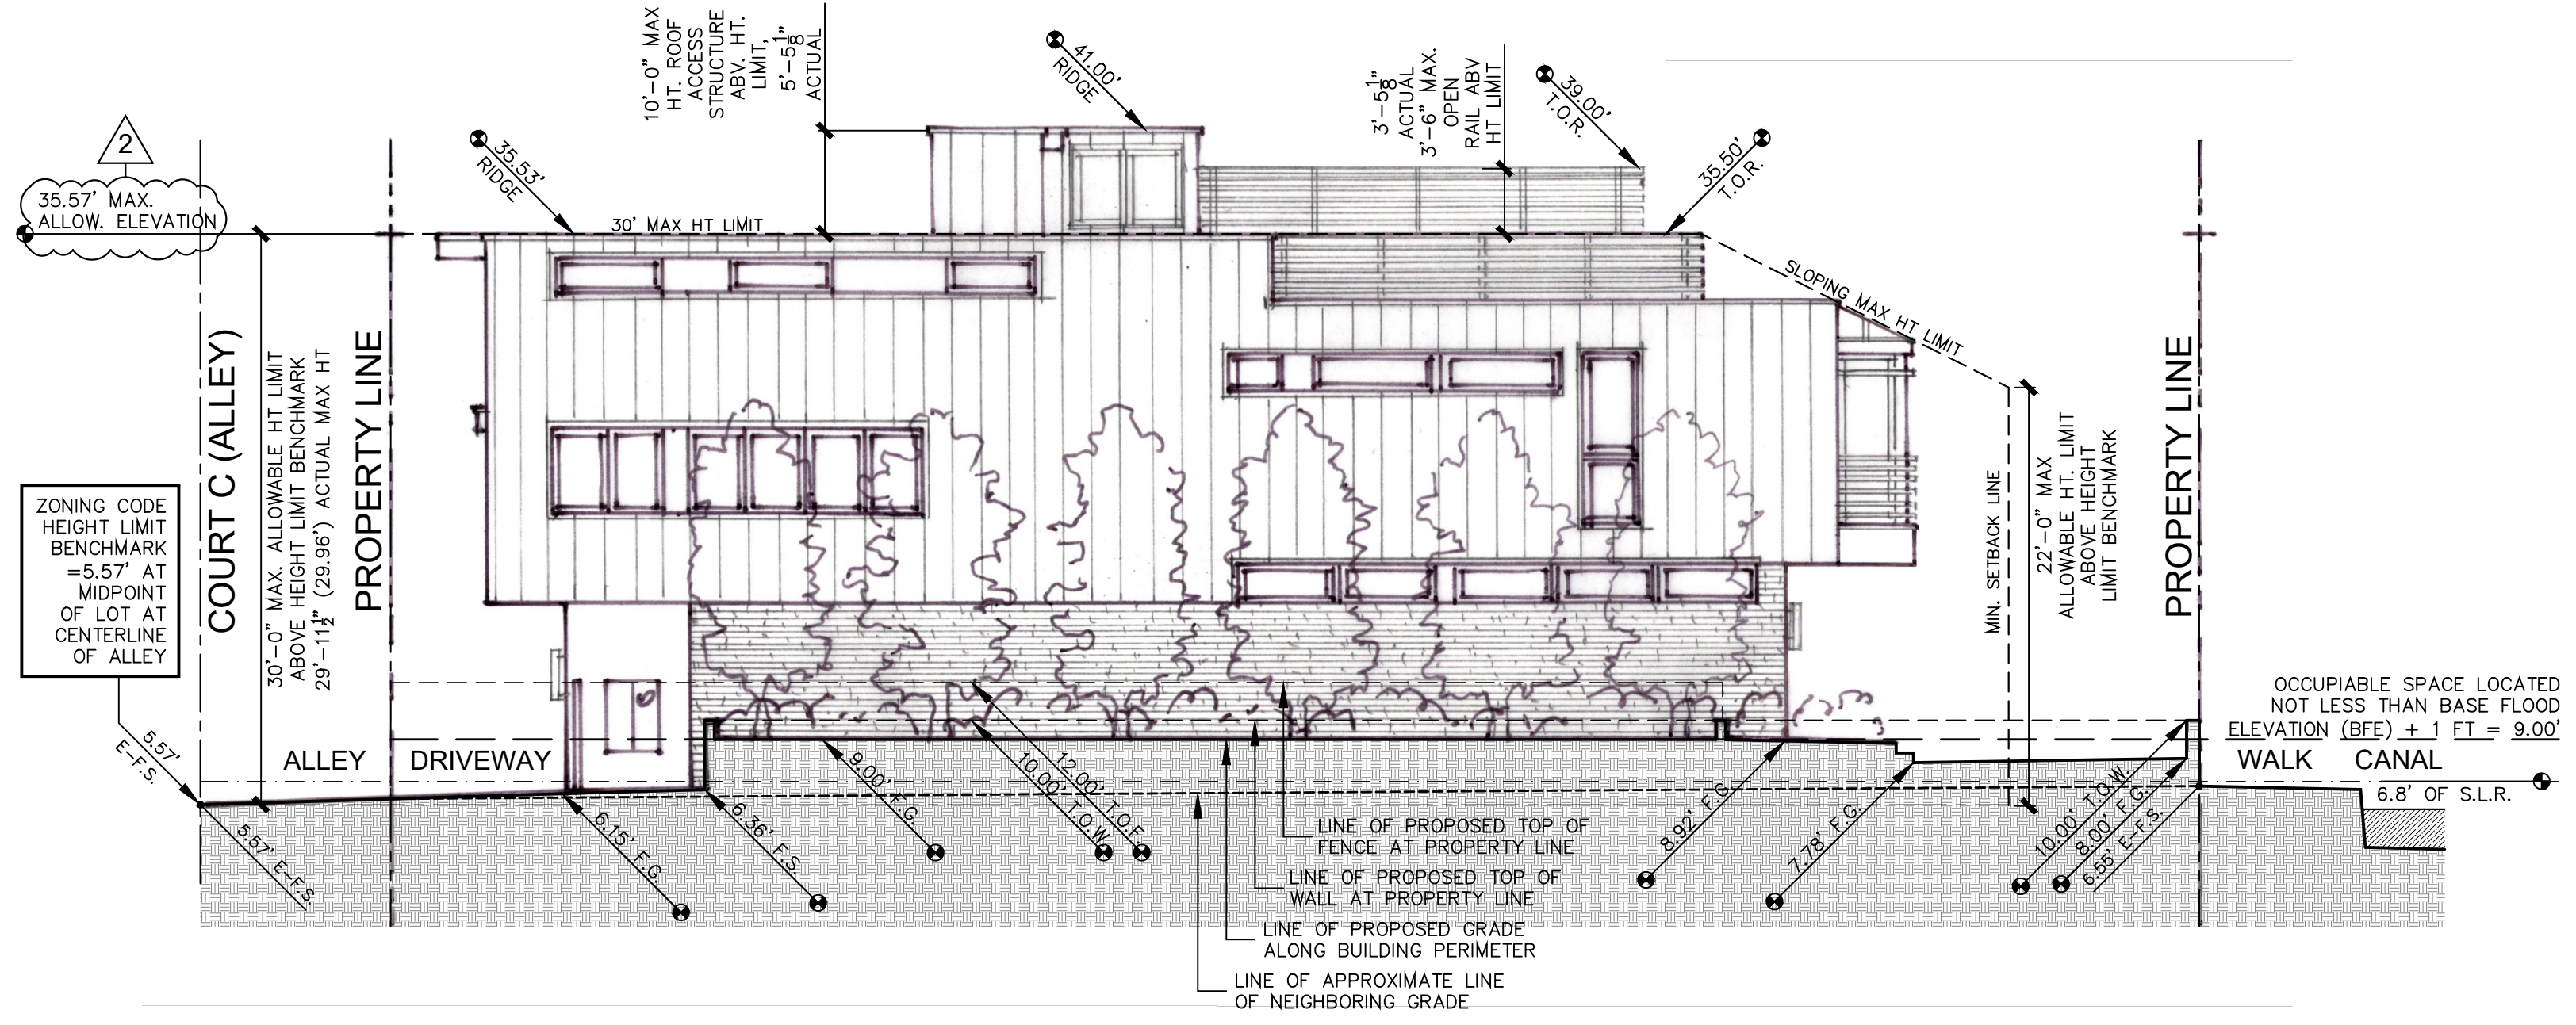 10'-0" MAX
HT. ROOF
ACCESS
STRUCTURE
ABV. HT.
LIMIT,
5'-5 1/8"
ACTUAL
41.00'
RIDGE
3'-5 1/8"
ACTUAL
3'-6" MAX.
OPEN
RAIL ABV
HT LIMIT
39.00'
T.O.R.
35.50'
T.O.R.
2
35.57' MAX.
ALLOW. ELEVATION
35.53'
RIDGE
30' MAX HT LIMIT
SLOPING MAX HT LIMIT
COURT C (ALLEY)
30'-0" MAX. ALLOWABLE HT LIMIT
ABOVE HEIGHT LIMIT BENCHMARK
29'-11 1/2" (29.96') ACTUAL MAX HT
PROPERTY LINE
MIN. SETBACK LINE
22'-0" MAX
ALLOWABLE HT. LIMIT
ABOVE HEIGHT
LIMIT BENCHMARK
PROPERTY LINE
ZONING CODE
HEIGHT LIMIT
BENCHMARK
=5.57' AT
MIDPOINT
OF LOT AT
CENTERLINE
OF ALLEY
OCCUPIABLE SPACE LOCATED
NOT LESS THAN BASE FLOOD
ELEVATION (BFE) + 1 FT = 9.00'
5.57'
E-F.S.
ALLEY
DRIVEWAY
WALK
CANAL
6.8' OF S.L.R.
5.57' E-F.S.
6.15' F.G.
6.36' F.S.
9.00' F.G.
10.00' T.O.W.
12.00' T.O.F.
8.92' F.G.
7.78' F.G.
10.00' T.O.W.
8.00' F.G.
6.55' E-F.S.
LINE OF PROPOSED TOP OF
FENCE AT PROPERTY LINE
LINE OF PROPOSED TOP OF
WALL AT PROPERTY LINE
LINE OF PROPOSED GRADE
ALONG BUILDING PERIMETER
LINE OF APPROXIMATE LINE
OF NEIGHBORING GRADE